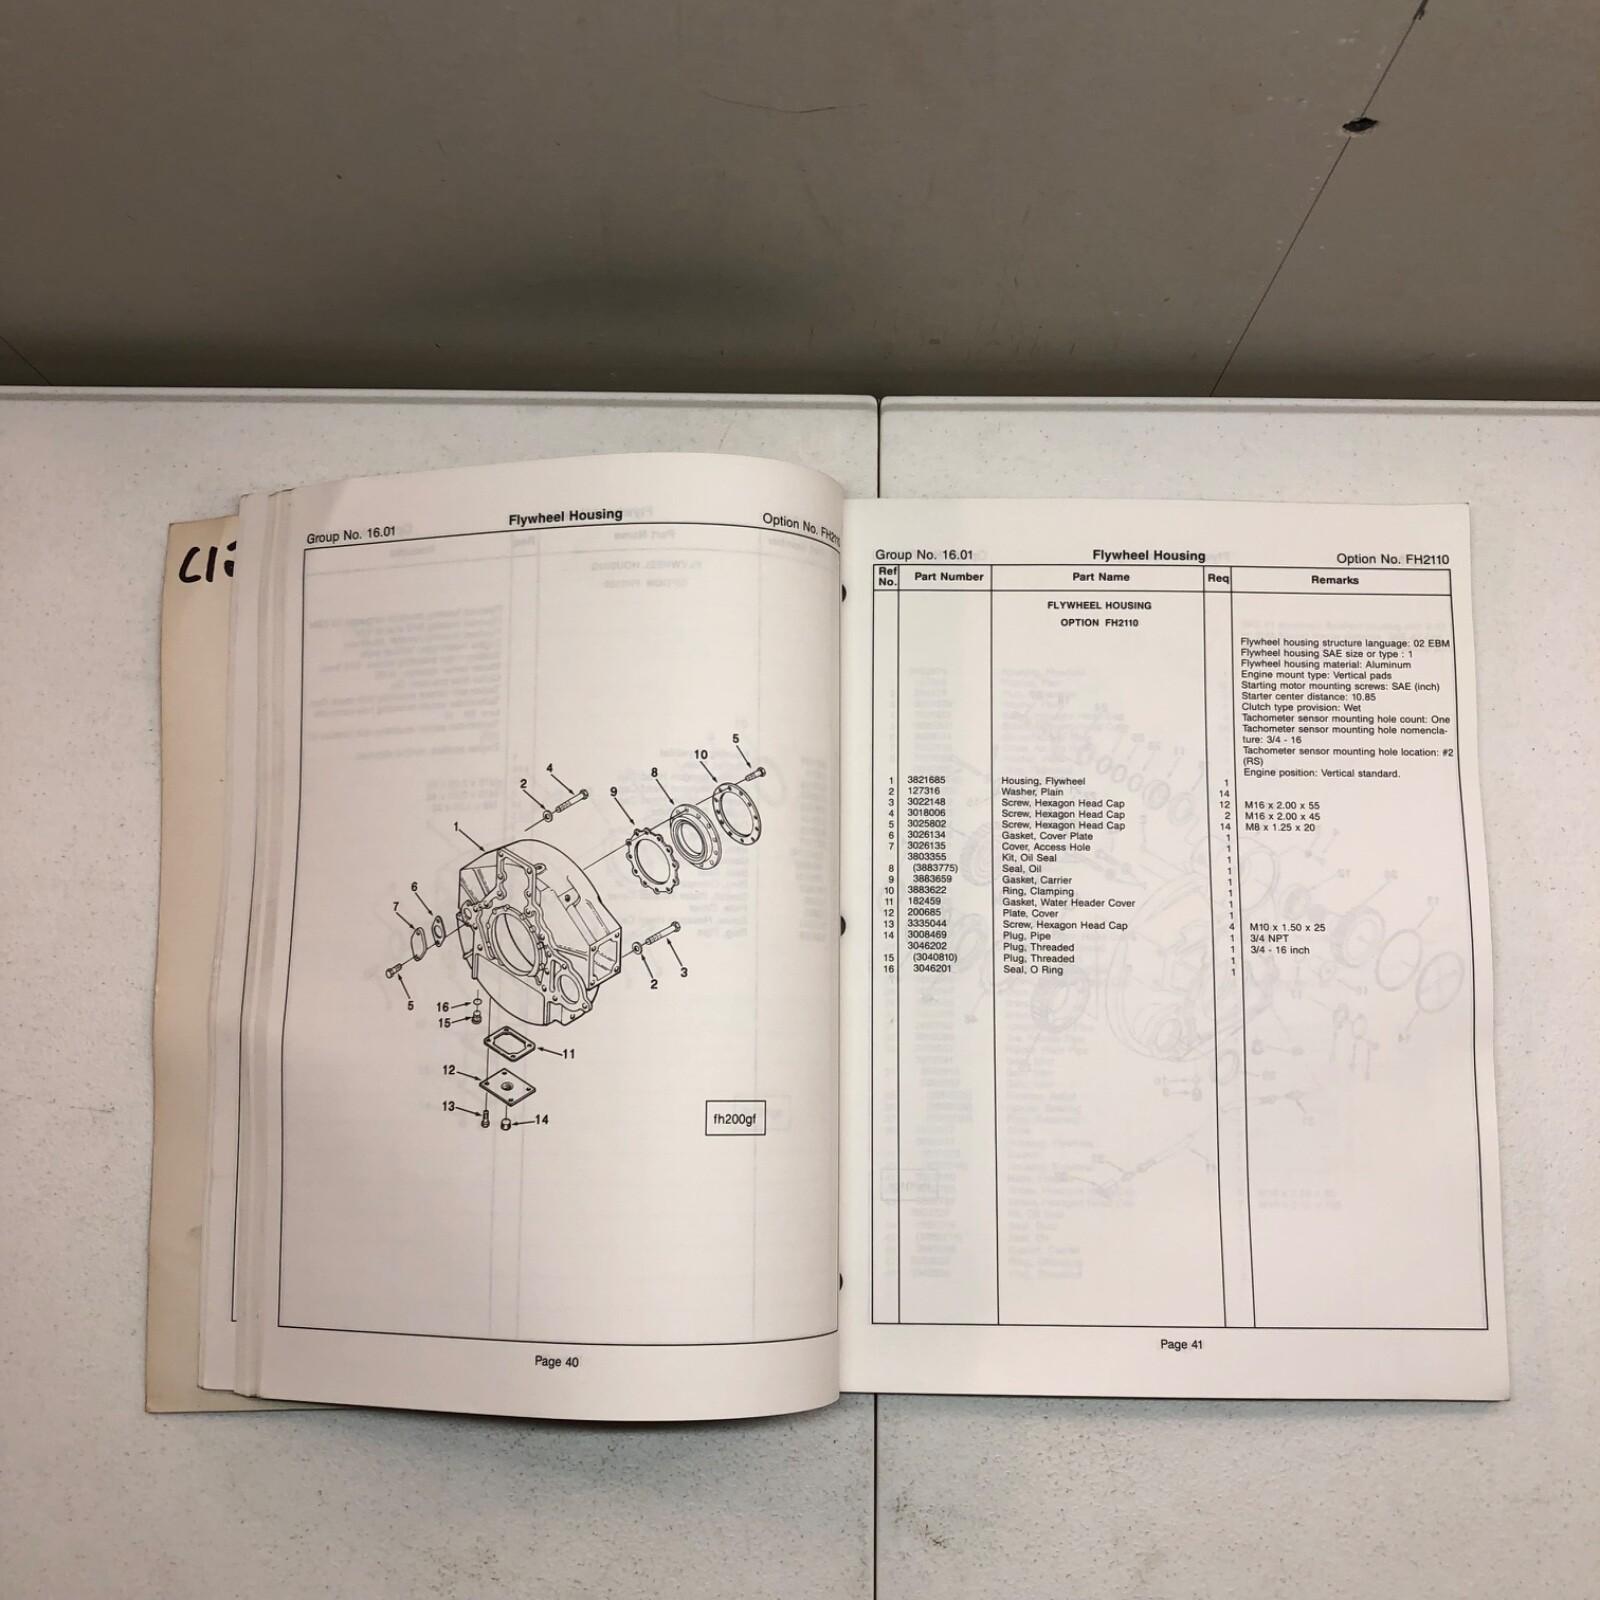 C12
Group No. 16.01 Flywheel Housing Option No. FH2110
5
10
8
4
2
9
1
6
7
5
3
2
16
15
11
12
13
14
fh200gf
Page 40
Group No. 16.01 Flywheel Housing Option No. FH2110
Ref No. Part Number Part Name Req Remarks
FLYWHEEL HOUSING
OPTION FH2110
Flywheel housing structure language: 02 EBM
Flywheel housing SAE size or type : 1
Flywheel housing material: Aluminum
Engine mount type: Vertical pads
Starting motor mounting screws: SAE (inch)
Starter center distance: 10.85
Clutch type provision: Wet
Tachometer sensor mounting hole count: One
Tachometer sensor mounting hole nomencla-
ture: 3/4 - 16
Tachometer sensor mounting hole location: #2
(RS)
Engine position: Vertical standard.
1 3821685 Housing, Flywheel 1
2 127316 Washer, Plain 14
3 3022148 Screw, Hexagon Head Cap 12 M16 x 2.00 x 55
4 3018006 Screw, Hexagon Head Cap 2 M16 x 2.00 x 45
5 3025802 Screw, Hexagon Head Cap 14 M8 x 1.25 x 20
6 3026134 Gasket, Cover Plate 1
7 3026135 Cover, Access Hole 1
3803355 Kit, Oil Seal 1
8 (3883775) Seal, Oil 1
9 3883659 Gasket, Carrier 1
10 3883622 Ring, Clamping 1
11 182459 Gasket, Water Header Cover 1
12 200685 Plate, Cover 1
13 3335044 Screw, Hexagon Head Cap 4 M10 x 1.50 x 25
14 3008469 Plug, Pipe 1 3/4 NPT
3046202 Plug, Threaded 1 3/4 - 16 inch
15 (3040810) Plug, Threaded 1
16 3046201 Seal, O Ring 1
Page 41